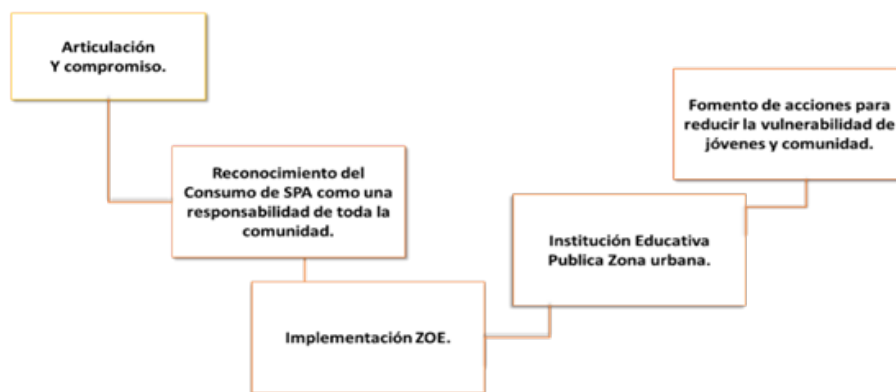 Articulación
Y compromiso.
Reconocimiento del
Consumo de SPA como una
responsabilidad de toda la
comunidad.
Implementación ZOE.
Institución Educativa
Publica Zona urbana.
Fomento de acciones para
reducir la vulnerabilidad de
jóvenes y comunidad.